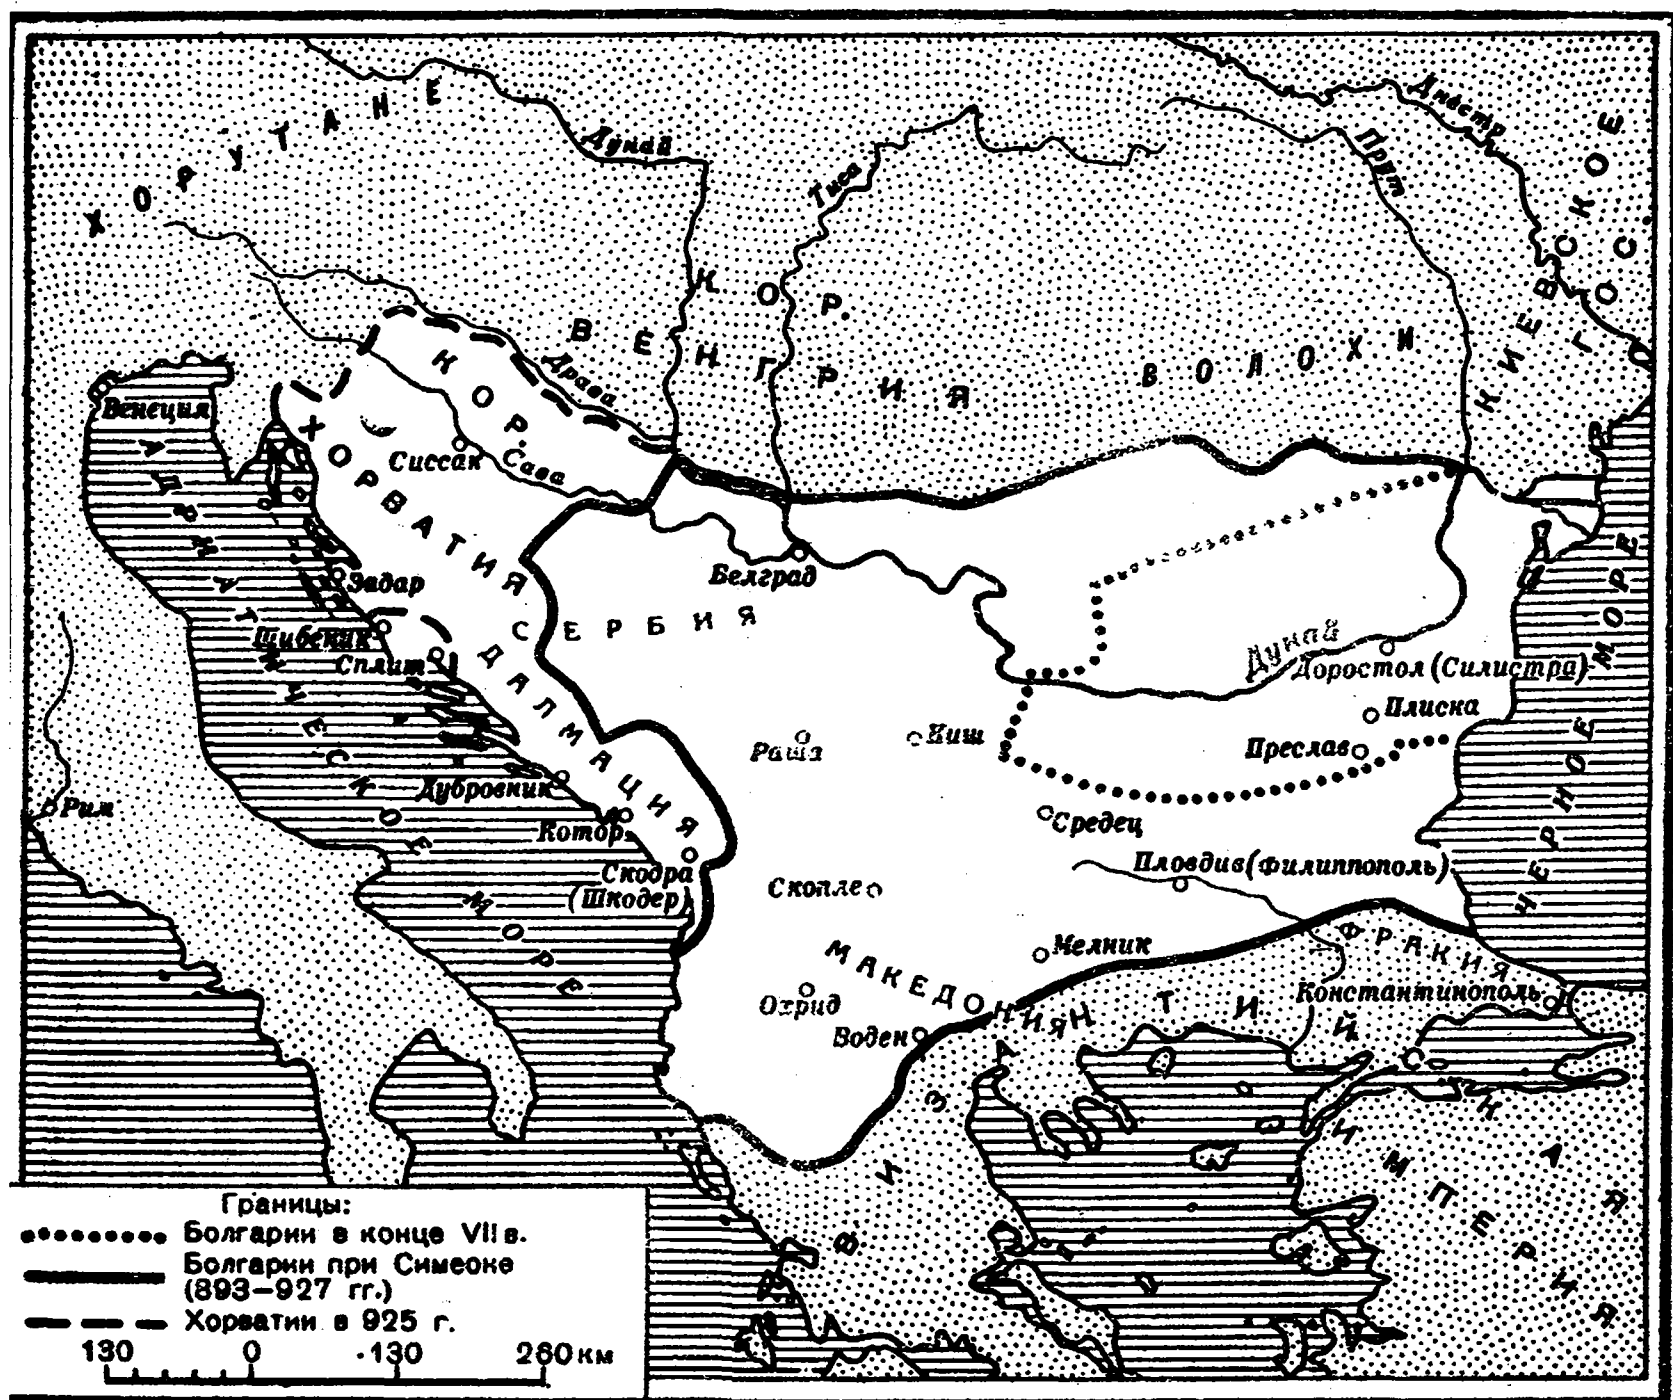 ХОРУТАНЕ
Дунай
Тиса
Днестр
Прут
КИЕВСКОЕ
ГОС.
КОР.
ВЕНГРИЯ
ВОЛОХИ
Драва
КОР.
Сава
Сиссак
Венеция
ХОРВАТИЯ
АДРИАТИЧЕСКОЕ МОРЕ
Задар
Шибеник
Сплит
ДАЛМАЦИЯ
Белград
СЕРБИЯ
Дунай
Доростол (Силистра)
Плиска
Преслав
ЧЕРНОЕ МОРЕ
Раша
Ниш
Рим
Дубровник
Котор
Средец
Скодра
(Шкодер)
Скопле
Пловдив (Филиппополь)
Мелник
МАКЕДОНИЯ
ФРАКИЯ
Охрид
Воден
Константинополь
ВИЗАНТИЙСКАЯ
ИМПЕРИЯ
Границы:
Болгарии в конце VII в.
Болгарии при Симеоне
(893–927 гг.)
Хорватии в 925 г.
130 0 130 260 км